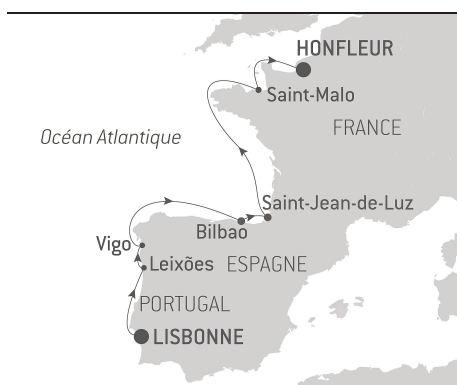 HONFLEUR
Saint-Malo
FRANCE
Océan Atlantique
Saint-Jean-de-Luz
Bilbao
Vigo
Leixões
ESPAGNE
PORTUGAL
LISBONNE